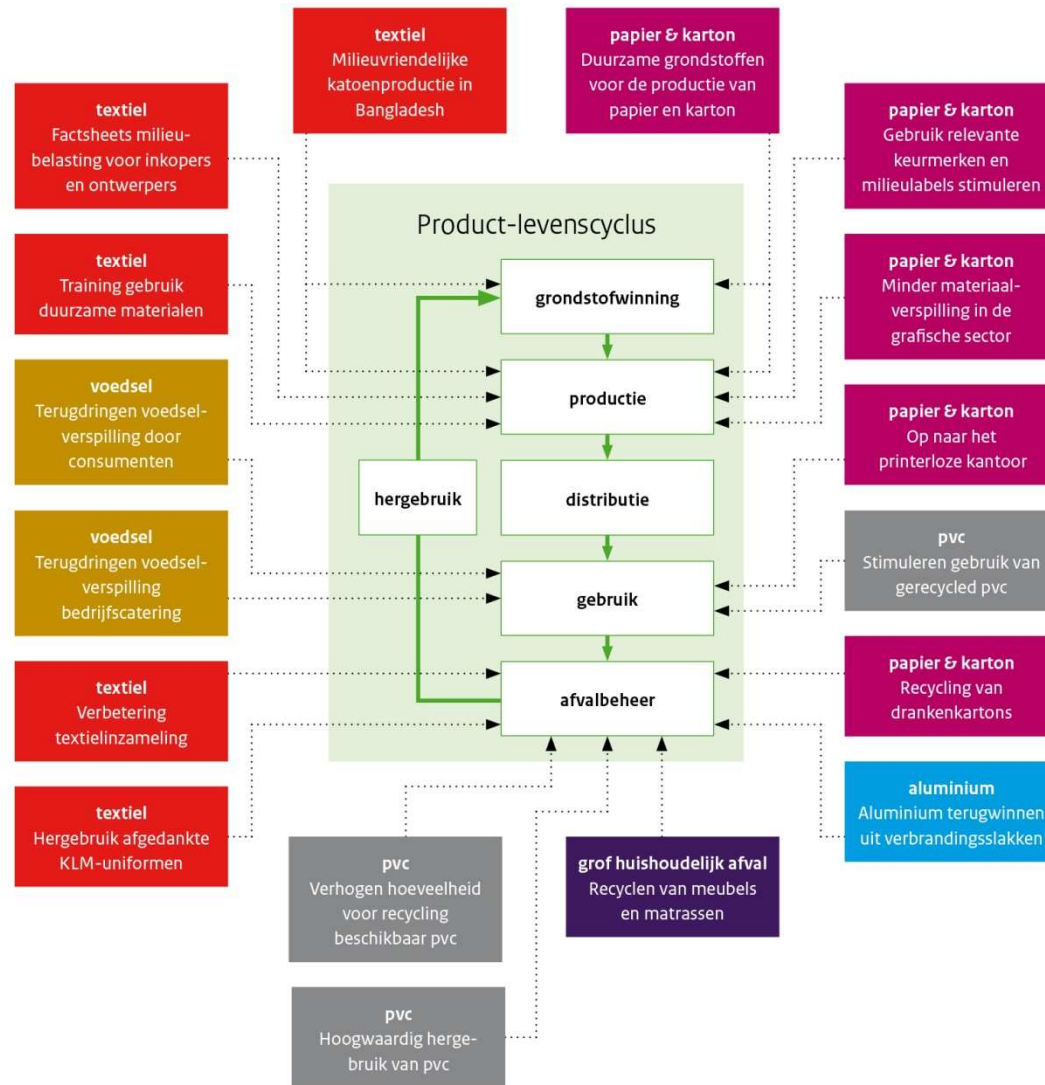 textiel
Milieuvriendelijke
katoenproductie in
Bangladesh
papier & karton
Duurzame grondstoffen
voor de productie van
papier en karton
textiel
Factsheets milieu-
belasting voor inkopers
en ontwerpers
papier & karton
Gebruik relevante
keurmerken en
milieulabels stimuleren
textiel
Training gebruik
duurzame materialen
papier & karton
Minder materiaal-
verspilling in de
grafische sector
voedsel
Terugdringen voedsel-
verspilling door
consumenten
papier & karton
Op naar het
printerloze kantoor
voedsel
Terugdringen voedsel-
verspilling
bedrijfscatering
pvc
Stimuleren gebruik van
gerecycled pvc
textiel
Verbetering
textielinzameling
papier & karton
Recycling van
drankenkartons
textiel
Hergebruik afgedankte
KLM-uniformen
aluminium
Aluminium terugwinnen
uit verbrandingsslakken
Product-levenscyclus
grondstofwinning
productie
distributie
hergebruik
gebruik
afvalbeheer
pvc
Verhogen hoeveelheid
voor recycling
beschikbaar pvc
grof huishoudelijk afval
Recyclen van meubels
en matrassen
pvc
Hoogwaardig herge-
bruik van pvc